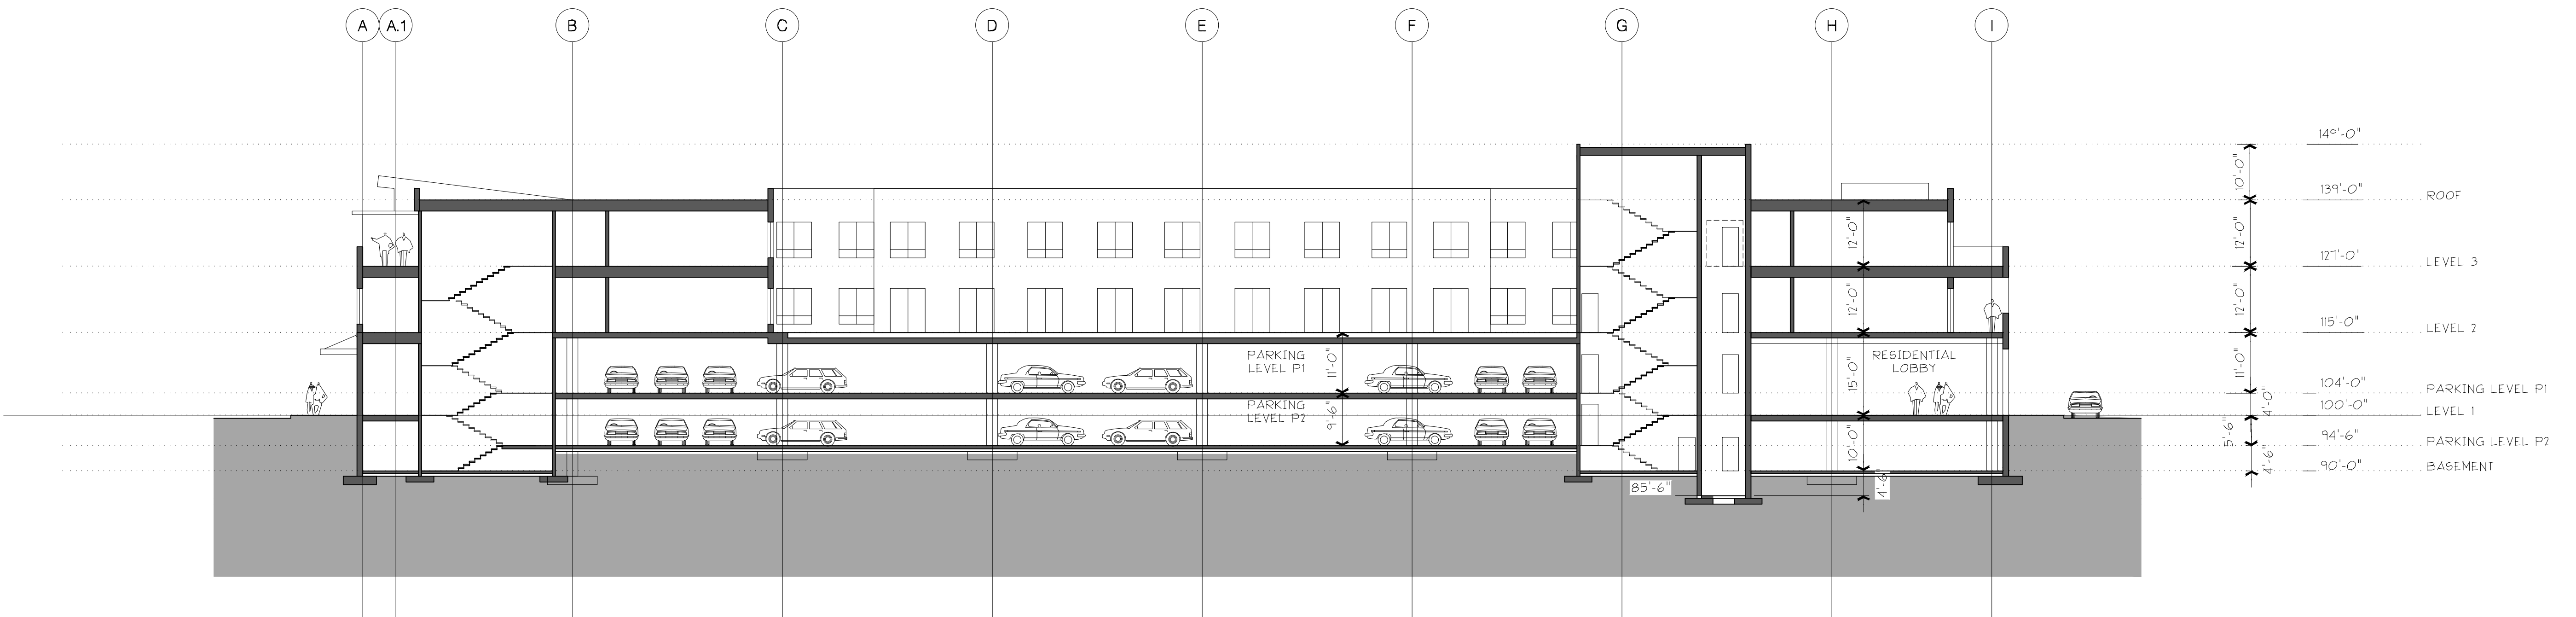 A A.1 B C D E F G H I
149'-0"
10'-0"
139'-0" ROOF
12'-0" 12'-0"
127'-0" LEVEL 3
12'-0" 12'-0"
115'-0" LEVEL 2
PARKING
LEVEL P1
11'-0"
RESIDENTIAL
LOBBY
15'-0"
11'-0"
104'-0" PARKING LEVEL P1
4'-0"
PARKING
LEVEL P2
9'-6"
100'-0" LEVEL 1
5'-6"
94'-6" PARKING LEVEL P2
10'-0"
4'-6"
90'-0" BASEMENT
85'-6"
4'-6"